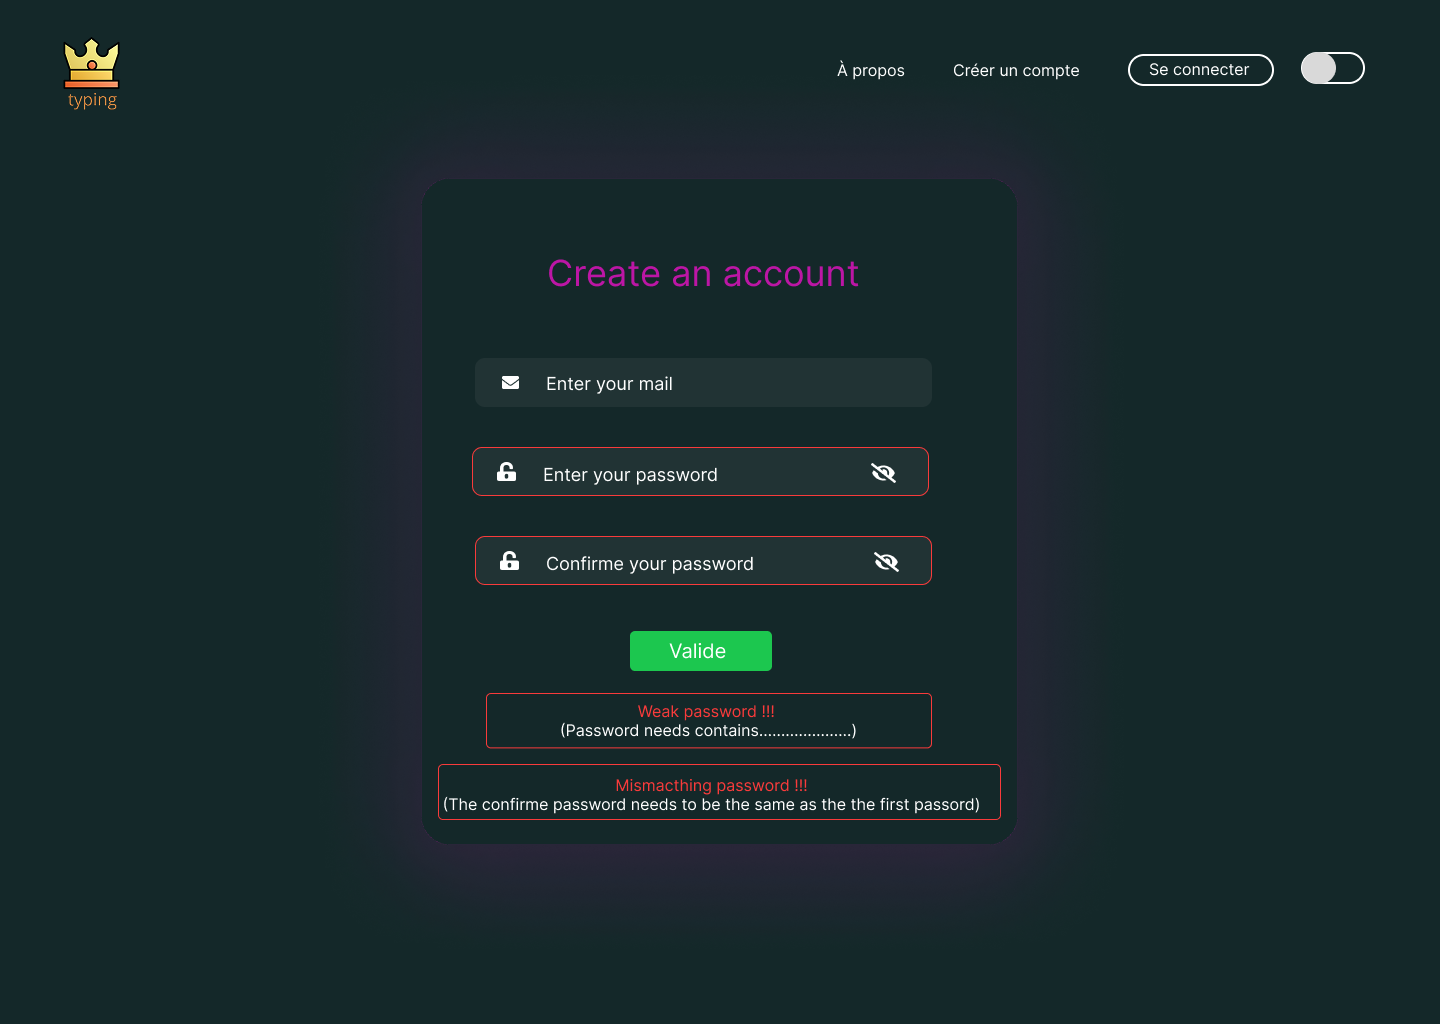 typing
À propos
Créer un compte
Se connecter
Create an account
Enter your mail
Enter your password
Confirme your password
Valide
Weak password !!!
(Password needs contains.....................)
Mismacthing password !!!
(The confirme password needs to be the same as the the first passord)